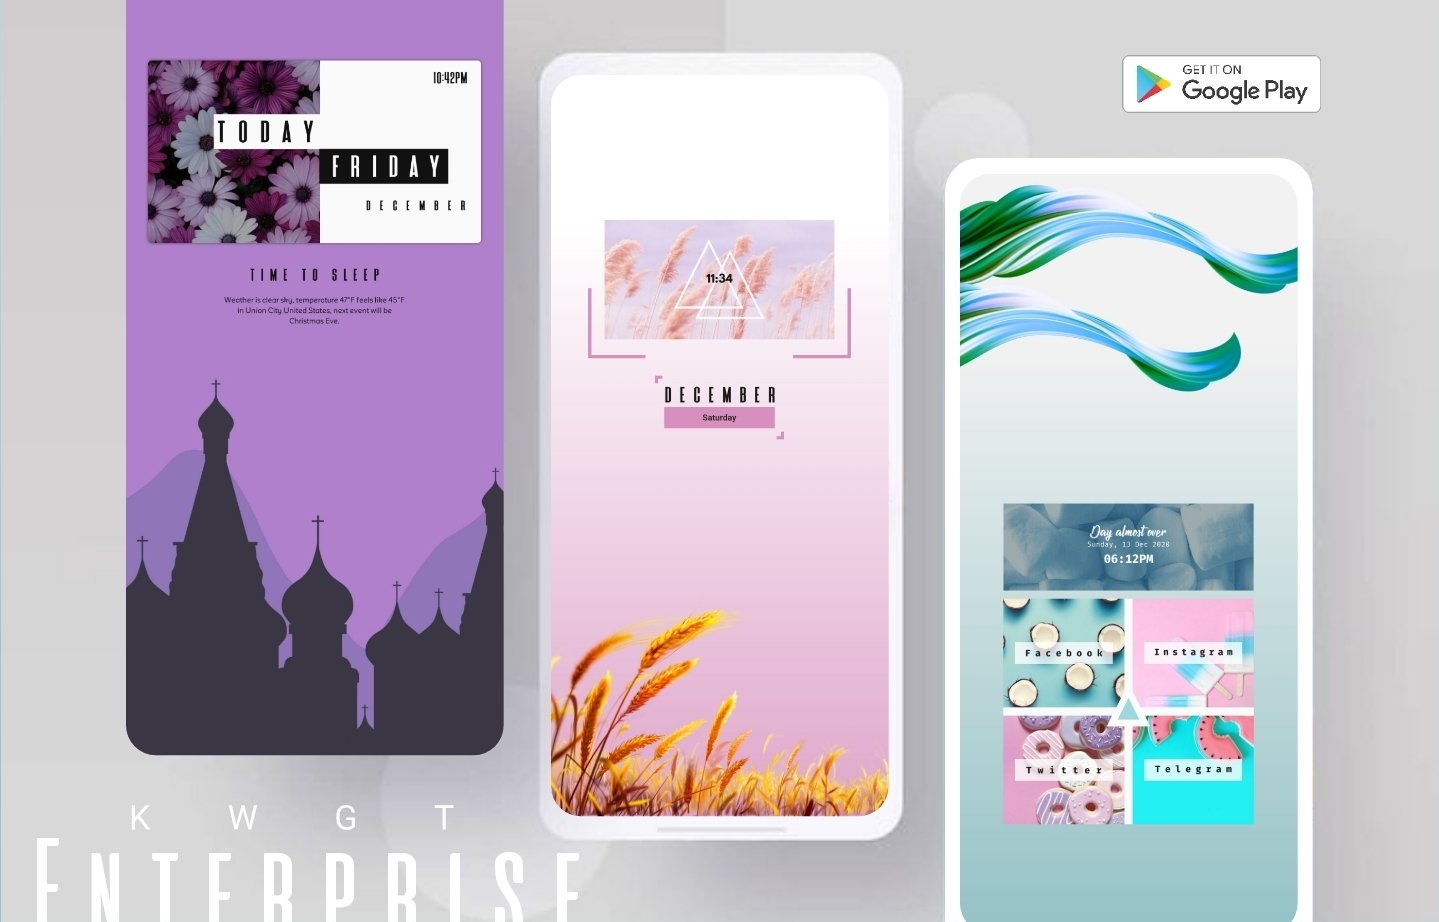 10:42PM
TODAY
FRIDAY
DECEMBER
TIME TO SLEEP
Weather is clear sky, temperature 47°F feels like 45°F
in Union City United States, next event will be
Christmas Eve.
11:34
DECEMBER
Saturday
GET IT ON
Google Play
Day almost over
Sunday, 13 Dec 2020
06:12PM
Facebook
Instagram
Twitter
Telegram
KWGT
ENTERPRISE